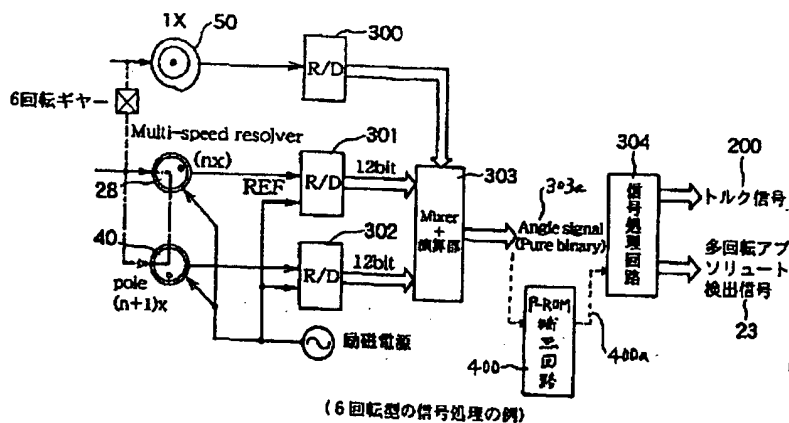 1X
50
300
R/D
6回転ギヤー
Multi-speed resolver
(nx)
28
REF
301
R/D
12bit
303
Mixer
+
演算部
303a
Angle signal
(Pure binary)
304
信号処理回路
200
トルク信号
多回転アブ
ソリュート
検出信号
23
40
pole
(n+1)x
302
R/D
12bit
励磁電源
P-ROM
補正回路
400
400a
(6回転型の信号処理の例)